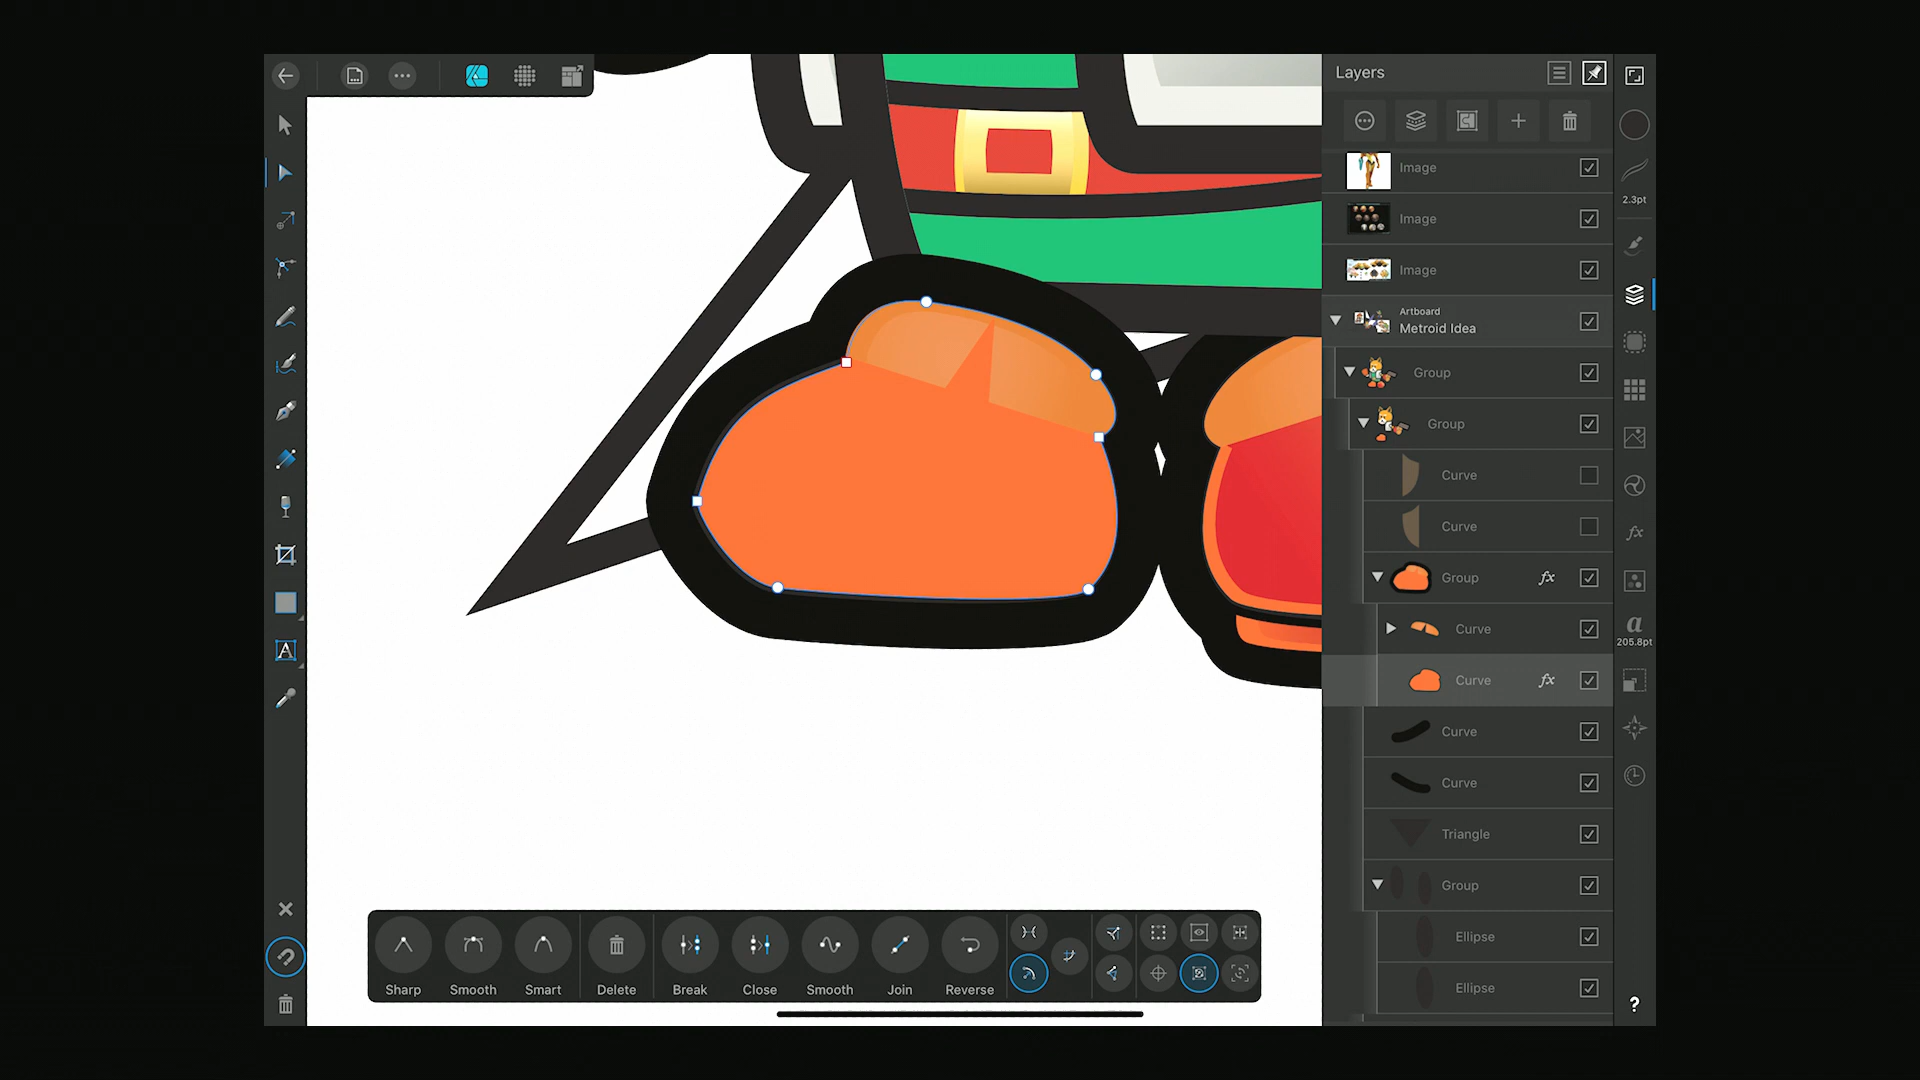 Layers
Image
2.3pt
Image
Image
Artboard
Metroid Idea
Group
Group
Curve
Curve
Group fx
fx
Curve
a
205.8pt
Curve fx
Curve
Curve
Triangle
Group
Ellipse
Ellipse
A
Sharp Smooth Smart Delete Break Close Smooth Join Reverse
?